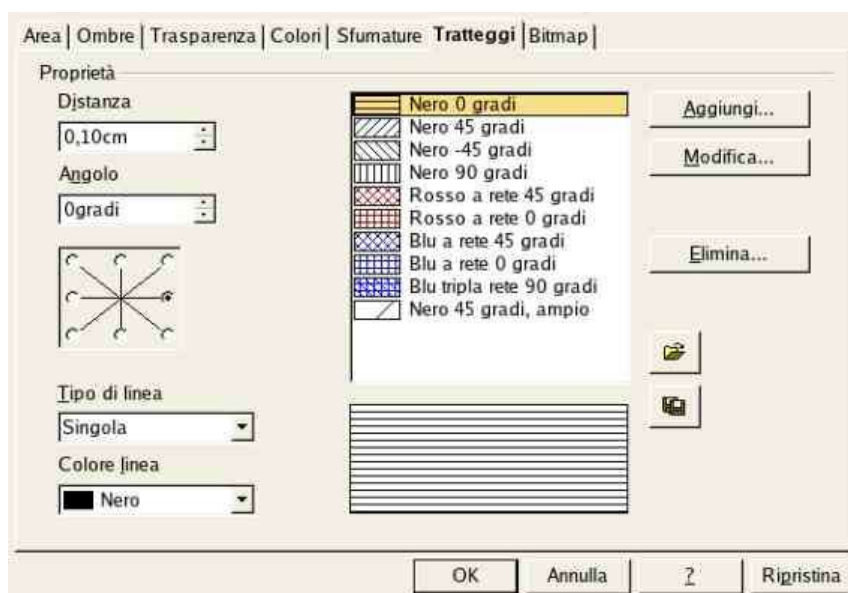 Area Ombre Trasparenza Colori Sfumature Tratteggi Bitmap
Proprietà
Distanza
0,10cm
Angolo
0gradi
Tipo di linea
Singola
Colore linea
Nero
Nero 0 gradi
Nero 45 gradi
Nero -45 gradi
Nero 90 gradi
Rosso a rete 45 gradi
Rosso a rete 0 gradi
Blu a rete 45 gradi
Blu a rete 0 gradi
Blu tripla rete 90 gradi
Nero 45 gradi, ampio
Aggiungi...
Modifica...
Elimina...
OK Annulla ? Ripristina